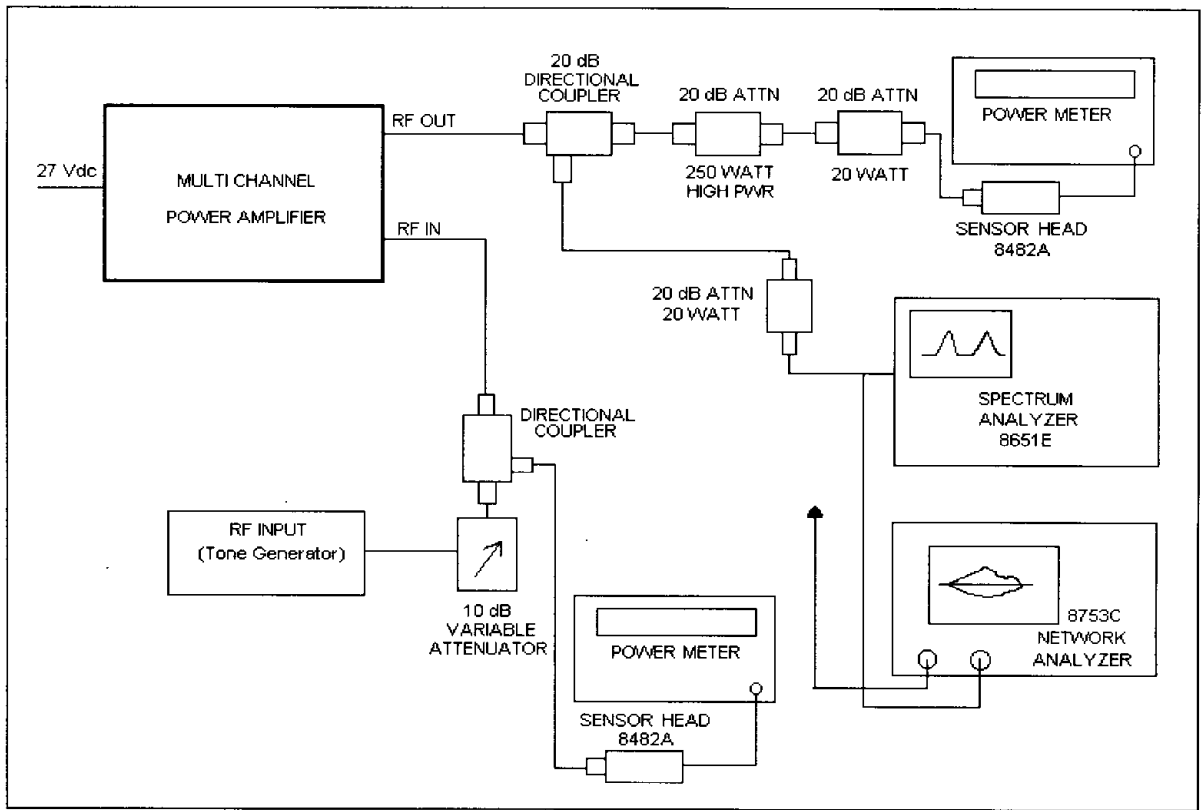 20 dB
DIRECTIONAL
COUPLER
20 dB ATTN
20 dB ATTN
POWER METER
RF OUT
27 Vdc
MULTI CHANNEL
POWER AMPLIFIER
250 WATT
HIGH PWR
20 WATT
RF IN
SENSOR HEAD
8482A
20 dB ATTN
20 WATT
SPECTRUM
ANALYZER
8651E
DIRECTIONAL
COUPLER
RF INPUT
(Tone Generator)
10 dB
VARIABLE
ATTENUATOR
8753C
NETWORK
ANALYZER
POWER METER
SENSOR HEAD
8482A